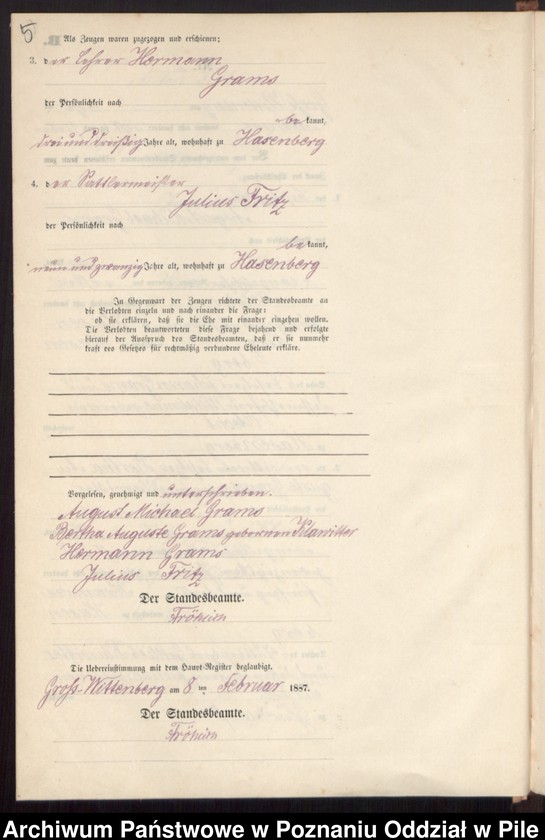 5
Als Zeugen waren zugezogen und erschienen:
3. der Lehrer Hermann
Grams
der Persönlichkeit nach
bekannt,
dreiunddreißig Jahre alt, wohnhaft zu Hasenberg
4. der Sattlermeister
Julius Fritz
der Persönlichkeit nach
bekannt,
neunundzwanzig Jahre alt, wohnhaft zu Hasenberg
In Gegenwart der Zeugen richtete der Standesbeamte an
die Verlobten einzeln und nach einander die Frage:
ob sie erklären, daß sie die Ehe mit einander eingehen wollen.
Die Verlobten beantworteten diese Frage bejahend und erfolgte
hierauf der Ausspruch des Standesbeamten, daß er sie nunmehr
kraft des Gesetzes für rechtmäßig verbundene Eheleute erkläre.
Vorgelesen, genehmigt und unterschrieben.
August Michael Grams
Bertha Auguste Grams gebornen Klawitter
Hermann Grams
Julius Fritz
Der Standesbeamte.
Die Uebereinstimmung mit dem Haupt-Register beglaubigt.
Gross-Wittenberg am 8 ten Februar 1887.
Der Standesbeamte.
Archiwum Państwowe w Poznaniu Oddział w Pile